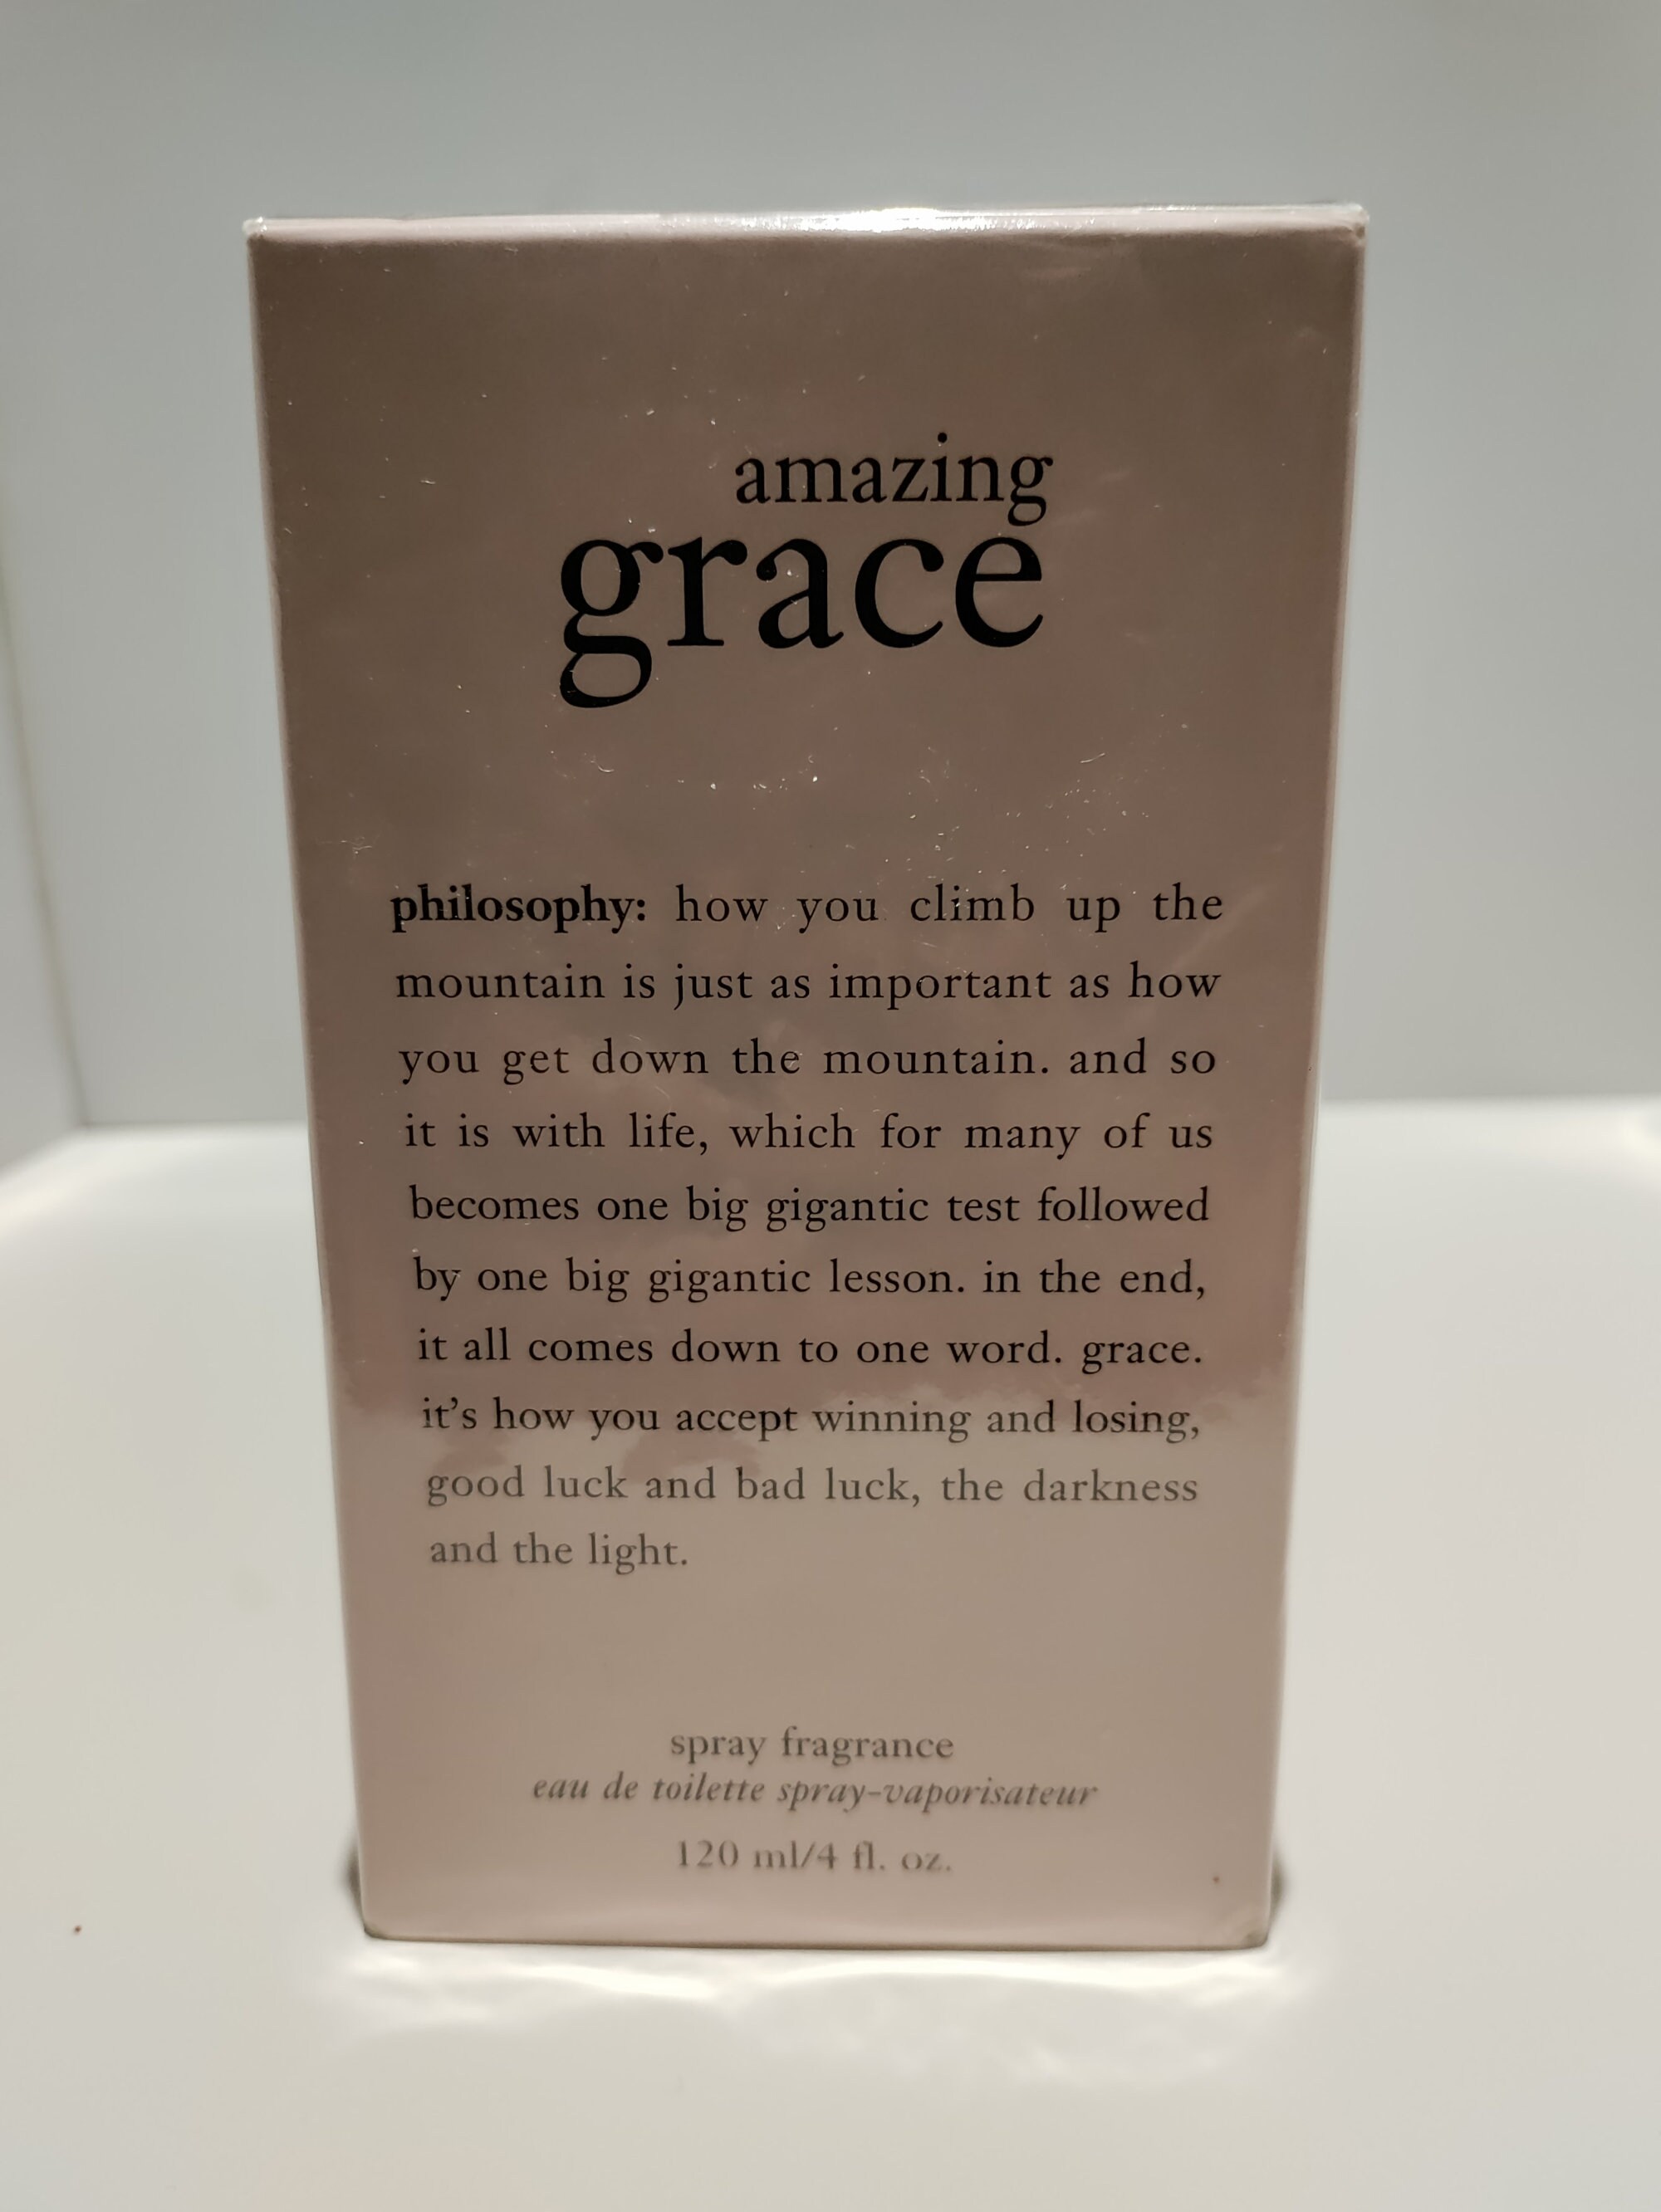 amazing
grace
philosophy: how you climb up the
mountain is just as important as how
you get down the mountain. and so
it is with life, which for many of us
becomes one big gigantic test followed
by one big gigantic lesson. in the end,
it all comes down to one word. grace.
it’s how you accept winning and losing,
good luck and bad luck, the darkness
and the light.
spray fragrance
eau de toilette spray-vaporisateur
120 ml/4 fl. oz.